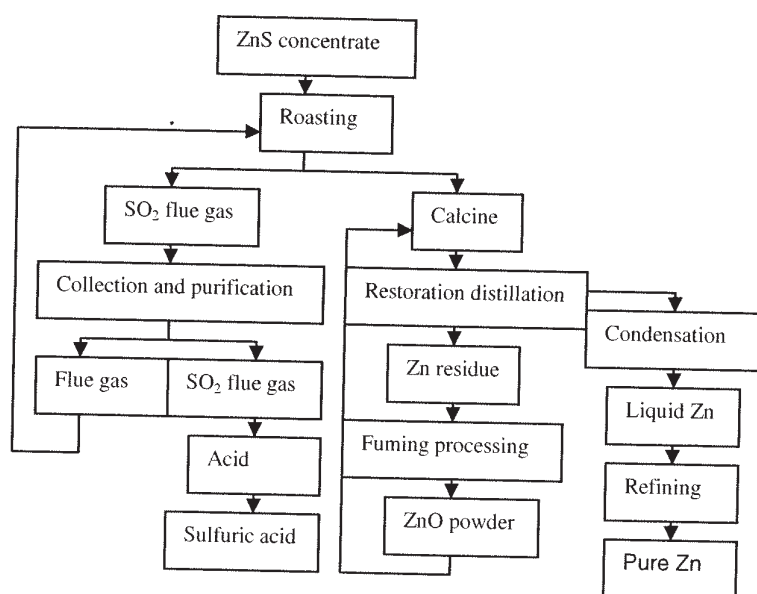 ZnS concentrate
Roasting
SO₂ flue gas
Calcine
Collection and purification
Restoration distillation
Condensation
Flue gas
SO₂ flue gas
Zn residue
Liquid Zn
Acid
Fuming processing
Refining
Sulfuric acid
ZnO powder
Pure Zn